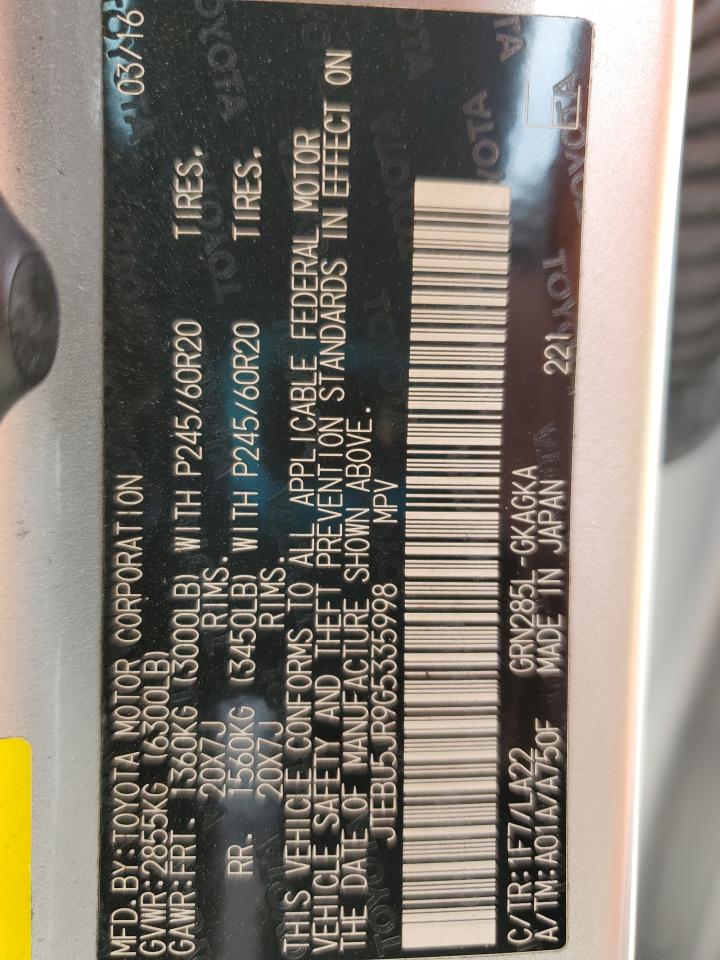 MFD.BY:TOYOTA MOTOR CORPORATION 03/16
GVWR:2855KG (6300LB)
GAWR:FRT. 1360KG (3000LB) WITH P245/60R20 TIRES.
20X7J RIMS.
RR. 1560KG (3450LB) WITH P245/60R20 TIRES.
20X7J RIMS.
THIS VEHICLE CONFORMS TO ALL APPLICABLE FEDERAL MOTOR
VEHICLE SAFETY AND THEFT PREVENTION STANDARDS IN EFFECT ON
THE DATE OF MANUFACTURE SHOWN ABOVE.
JTEBU5JR9G5335998 MPV
C/TR:1F7/LA22 GRN285L-GKAGKA
A/TM:A01A/A750F MADE IN JAPAN 221